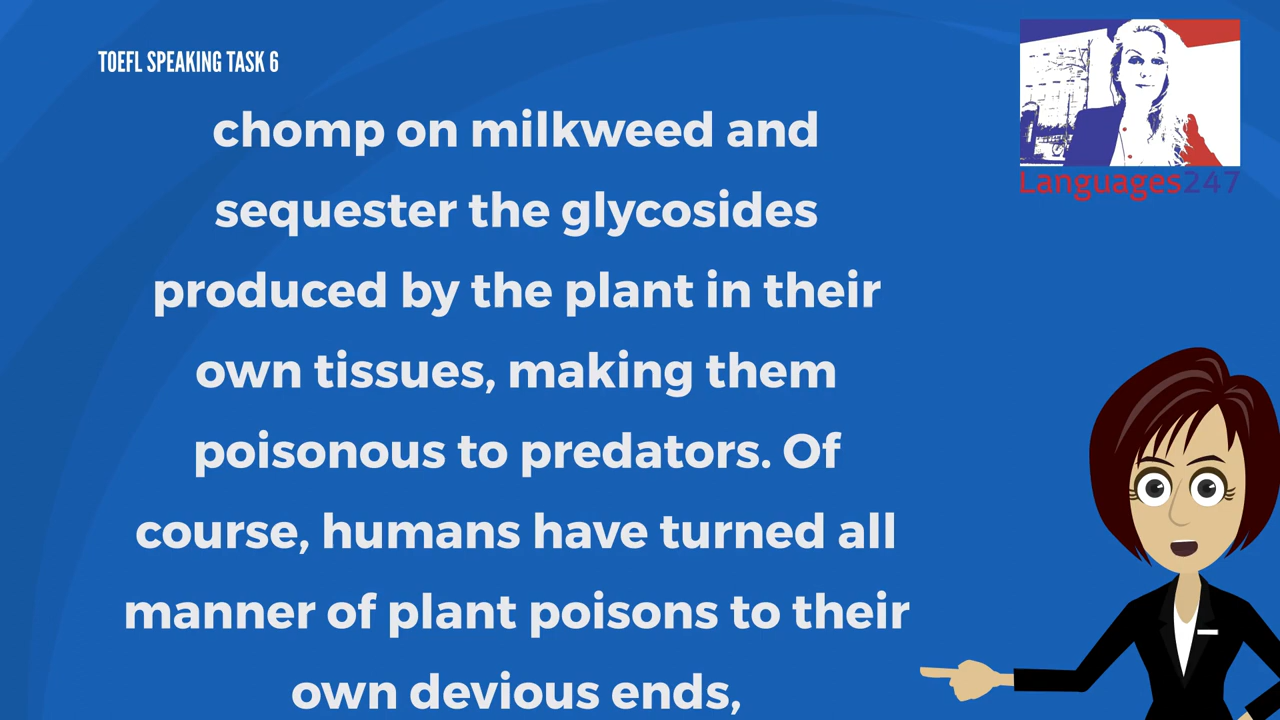 TOEFL SPEAKING TASK 6
chomp on milkweed and
sequester the glycosides
produced by the plant in their
own tissues, making them
poisonous to predators. Of
course, humans have turned all
manner of plant poisons to their
own devious ends,
Languages247